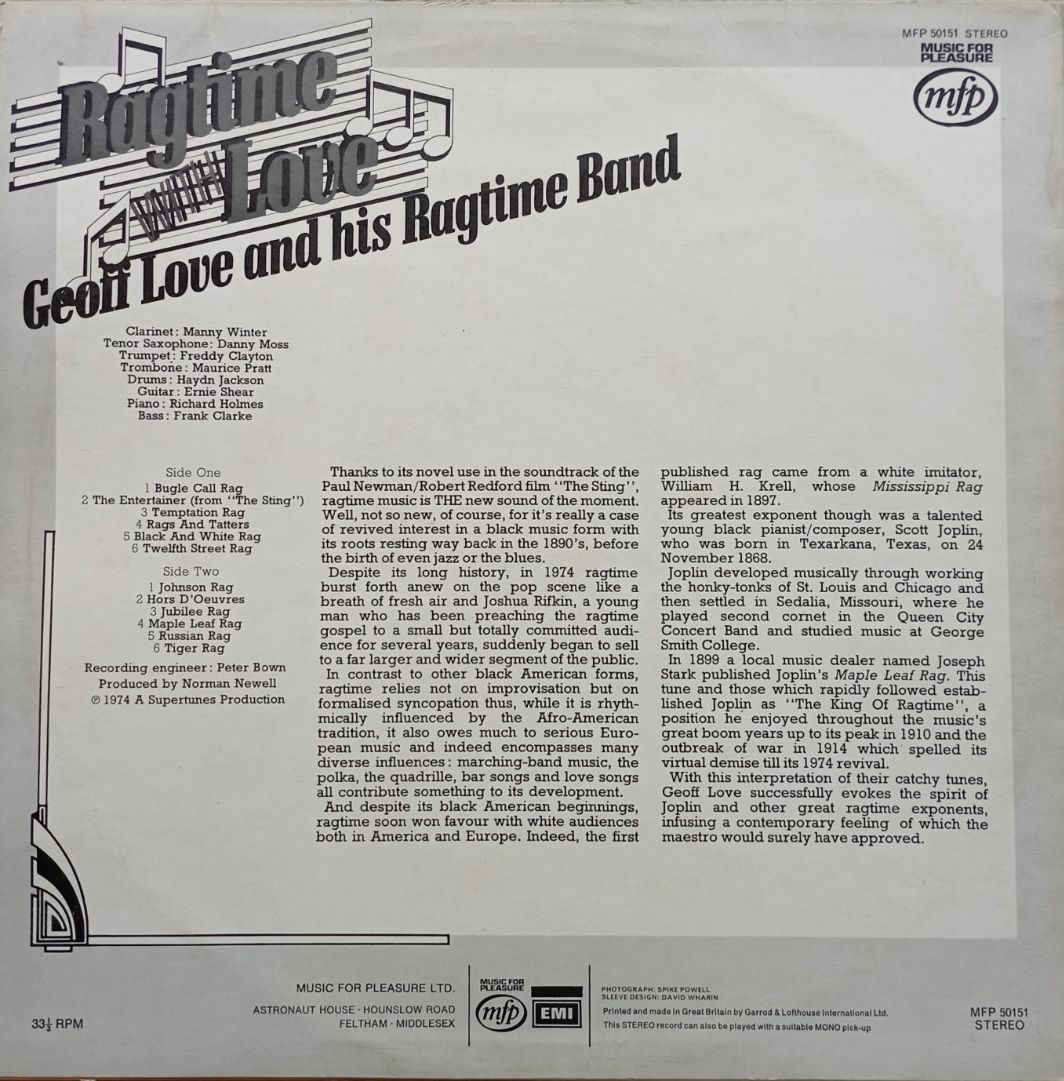 MFP 50151 STEREO
MUSIC FOR
PLEASURE
mfp
Ragtime
WITH
Love
Geoff Love and his Ragtime Band
Clarinet: Manny Winter
Tenor Saxophone: Danny Moss
Trumpet: Freddy Clayton
Trombone: Maurice Pratt
Drums: Haydn Jackson
Guitar: Ernie Shear
Piano: Richard Holmes
Bass: Frank Clarke
Side One
1 Bugle Call Rag
2 The Entertainer (from "The Sting")
3 Temptation Rag
4 Rags And Tatters
5 Black And White Rag
6 Twelfth Street Rag
Side Two
1 Johnson Rag
2 Hors D'Oeuvres
3 Jubilee Rag
4 Maple Leaf Rag
5 Russian Rag
6 Tiger Rag
Recording engineer: Peter Bown
Produced by Norman Newell
℗ 1974 A Supertunes Production
Thanks to its novel use in the soundtrack of the
Paul Newman/Robert Redford film "The Sting",
ragtime music is THE new sound of the moment.
Well, not so new, of course, for it's really a case
of revived interest in a black music form with
its roots resting way back in the 1890's, before
the birth of even jazz or the blues.
Despite its long history, in 1974 ragtime
burst forth anew on the pop scene like a
breath of fresh air and Joshua Rifkin, a young
man who has been preaching the ragtime
gospel to a small but totally committed audi-
ence for several years, suddenly began to sell
to a far larger and wider segment of the public.
In contrast to other black American forms,
ragtime relies not on improvisation but on
formalised syncopation thus, while it is rhyth-
mically influenced by the Afro-American
tradition, it also owes much to serious Euro-
pean music and indeed encompasses many
diverse influences: marching-band music, the
polka, the quadrille, bar songs and love songs
all contribute something to its development.
And despite its black American beginnings,
ragtime soon won favour with white audiences
both in America and Europe. Indeed, the first
published rag came from a white imitator,
William H. Krell, whose Mississippi Rag
appeared in 1897.
Its greatest exponent though was a talented
young black pianist/composer, Scott Joplin,
who was born in Texarkana, Texas, on 24
November 1868.
Joplin developed musically through working
the honky-tonks of St. Louis and Chicago and
then settled in Sedalia, Missouri, where he
played second cornet in the Queen City
Concert Band and studied music at George
Smith College.
In 1899 a local music dealer named Joseph
Stark published Joplin's Maple Leaf Rag. This
tune and those which rapidly followed estab-
lished Joplin as "The King Of Ragtime", a
position he enjoyed throughout the music's
great boom years up to its peak in 1910 and the
outbreak of war in 1914 which spelled its
virtual demise till its 1974 revival.
With this interpretation of their catchy tunes,
Geoff Love successfully evokes the spirit of
Joplin and other great ragtime exponents,
infusing a contemporary feeling of which the
maestro would surely have approved.
33⅓ RPM
MUSIC FOR PLEASURE LTD.
ASTRONAUT HOUSE · HOUNSLOW ROAD
FELTHAM · MIDDLESEX
MUSIC FOR
PLEASURE
mfp
EMI
PHOTOGRAPH: SPIKE POWELL
SLEEVE DESIGN: DAVID WHARIN
Printed and made in Great Britain by Garrod & Lofthouse International Ltd.
This STEREO record can also be played with a suitable MONO pick-up
MFP 50151
STEREO